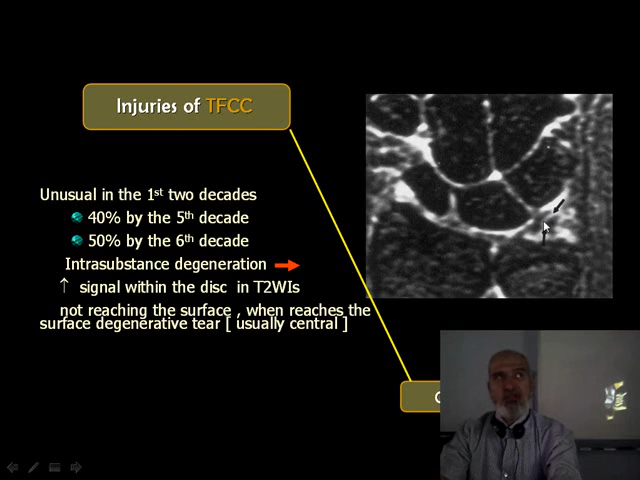 Injuries of TFCC
Unusual in the 1st two decades
40% by the 5th decade
50% by the 6th decade
Intrasubstance degeneration
↑ signal within the disc in T2WIs
not reaching the surface , when reaches the
surface degenerative tear [ usually central ]